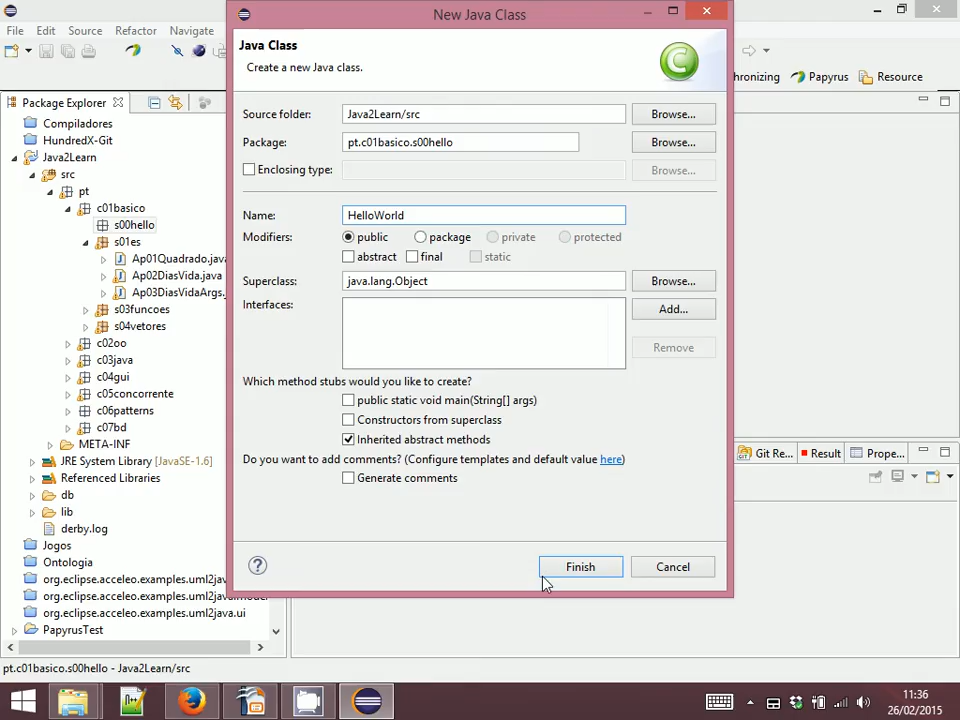 New Java Class
File Edit Source Refactor Navigate
Java Class
Create a new Java class.
Papyrus
Resource
Package Explorer
Source folder:
Java2Learn/src
Browse...
Package:
pt.c01basico.s00hello
Browse...
Enclosing type:
Browse...
Name:
HelloWorld
Modifiers:
public
package
private
protected
abstract
final
static
Superclass:
java.lang.Object
Browse...
Interfaces:
Add...
Remove
Which method stubs would you like to create?
public static void main(String[] args)
Constructors from superclass
Inherited abstract methods
Do you want to add comments? (Configure templates and default value here)
Generate comments
Finish
Cancel
Compiladores
HundredX-Git
Java2Learn
src
pt
c01basico
s00hello
s01es
Ap01Quadrado.java
Ap02DiasVida.java
Ap03DiasVidaArgs.
s03funcoes
s04vetores
c02oo
c03java
c04gui
c05concorrente
c06patterns
c07bd
META-INF
JRE System Library [JavaSE-1.6]
Referenced Libraries
db
lib
derby.log
Jogos
Ontologia
org.eclipse.acceleo.examples.uml2java
org.eclipse.acceleo.examples.uml2java.ui
PapyrusTest
Git Re...
Result
Prope...
pt.c01basico.s00hello - Java2Learn/src
11:36
26/02/2015